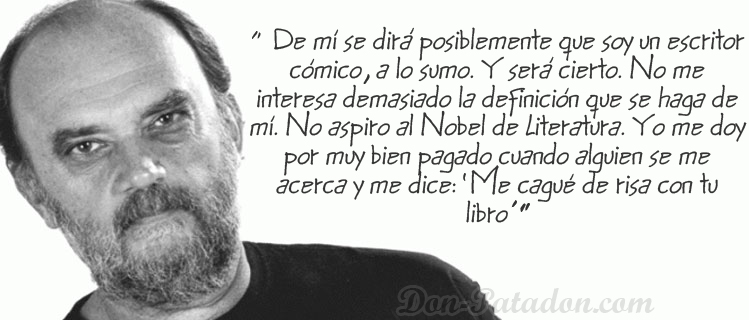 " De mí se dirá posiblemente que soy un escritor
cómico, a lo sumo. Y será cierto. No me
interesa demasiado la definición que se haga de
mí. No aspiro al Nobel de Literatura. Yo me doy
por muy bien pagado cuando alguien se me
acerca y me dice: 'Me cagué de risa con tu
libro'"
Don-Patadon.com